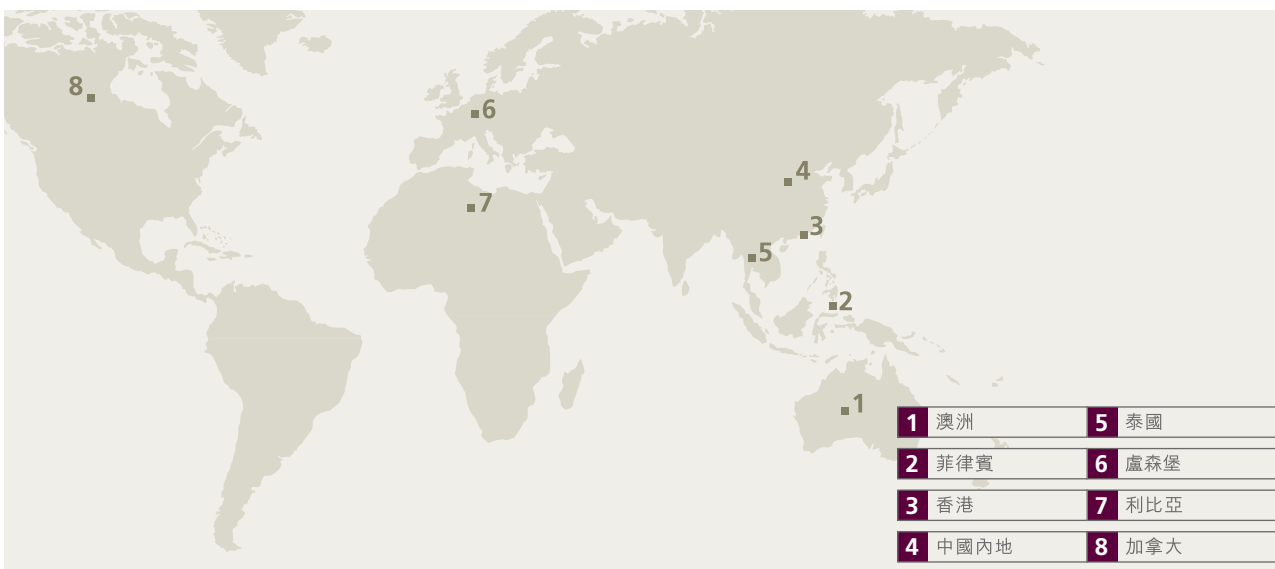 8
6
4
7
3
5
2
1
1 澳洲
5 泰國
2 菲律賓
6 盧森堡
3 香港
7 利比亞
4 中國內地
8 加拿大